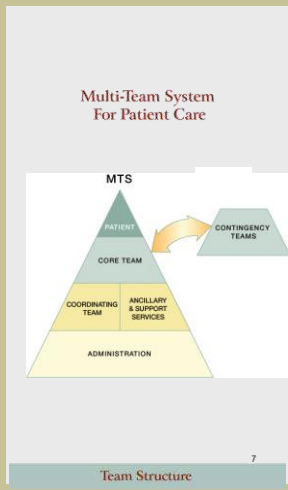 Multi-Team System
For Patient Care
MTS
PATIENT
CORE TEAM
CONTINGENCY
TEAMS
COORDINATING
TEAM
ANCILLARY
& SUPPORT
SERVICES
ADMINISTRATION
7
Team Structure